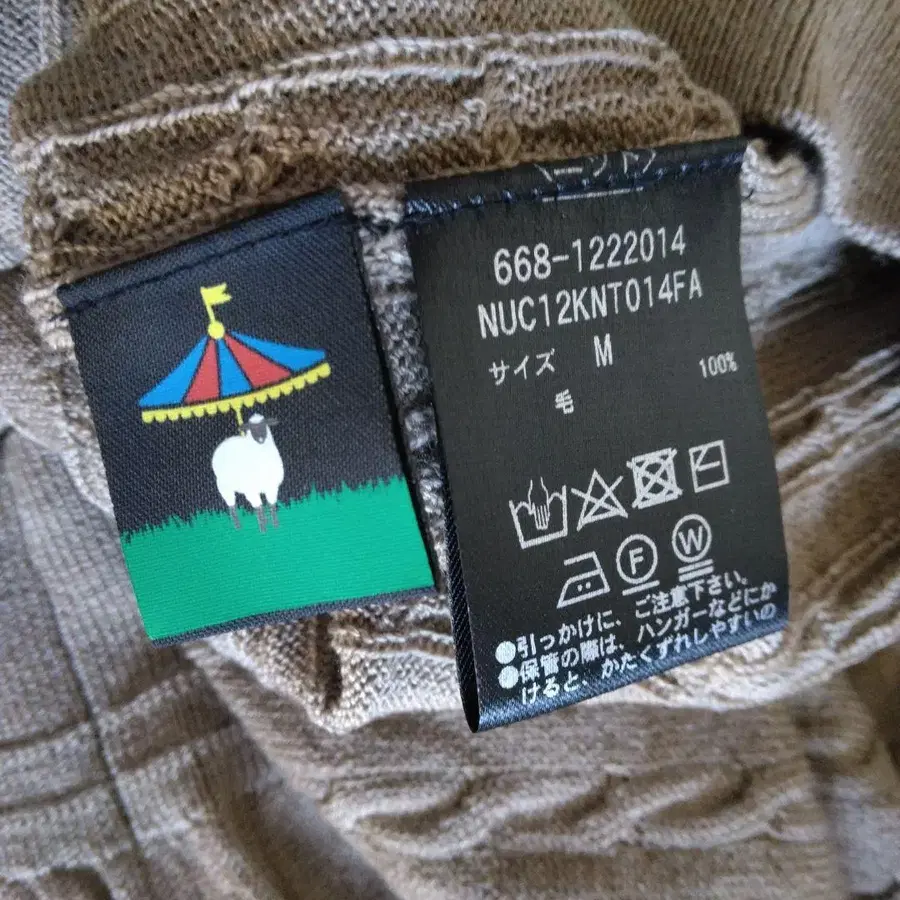 668-1222014
NUC12KNT014FA
サイズ M
毛 100%
F W
●引っかけに、ご注意下さい。
●保管の際は、ハンガーなどにか
けると、かたくずれしやすいの